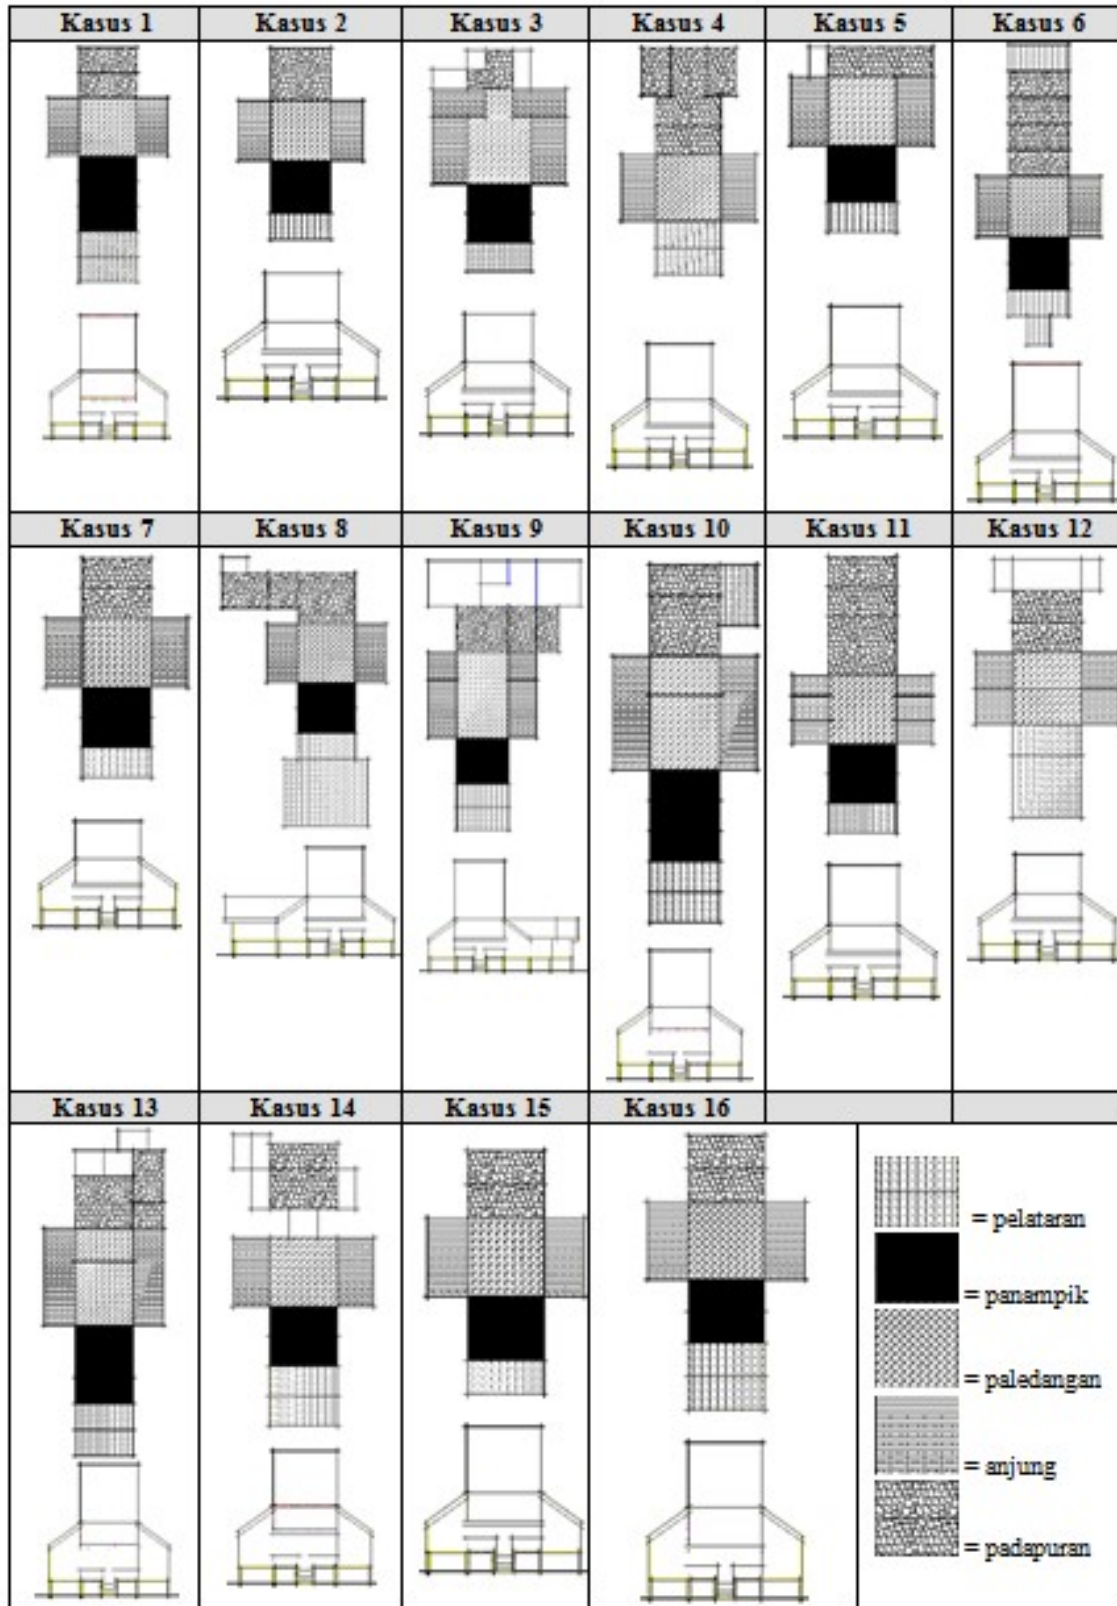 Kasus 1 Kasus 2 Kasus 3 Kasus 4 Kasus 5 Kasus 6
Kasus 7 Kasus 8 Kasus 9 Kasus 10 Kasus 11 Kasus 12
Kasus 13 Kasus 14 Kasus 15 Kasus 16
= pelataran
= panampik
= paledangan
= anjung
= padapuran